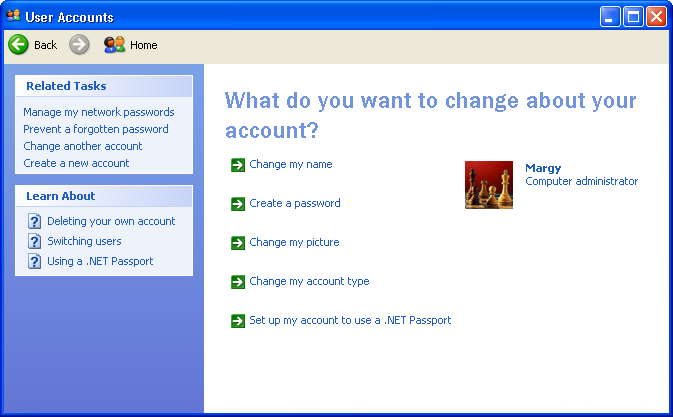 User Accounts
Back
Home
Related Tasks
Manage my network passwords
Prevent a forgotten password
Change another account
Create a new account
Learn About
Deleting your own account
Switching users
Using a .NET Passport
What do you want to change about your
account?
Change my name
Create a password
Change my picture
Change my account type
Set up my account to use a .NET Passport
Margy
Computer administrator